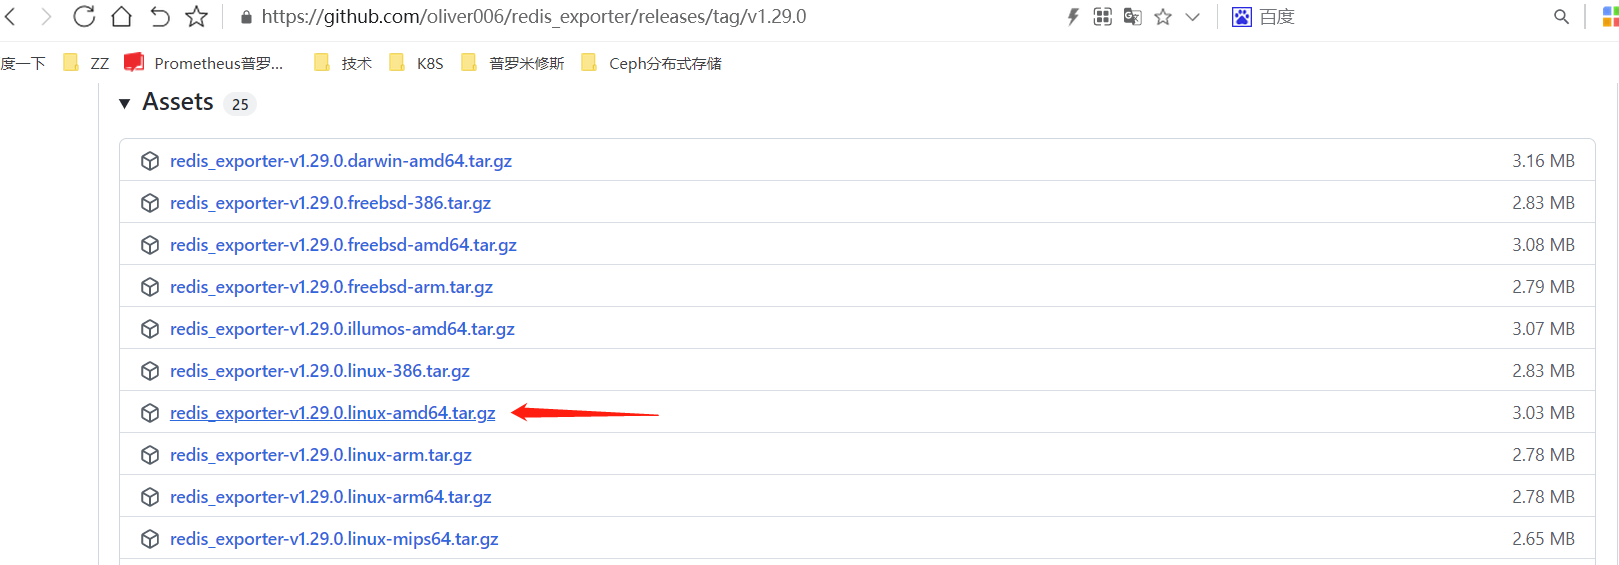 https://github.com/oliver006/redis_exporter/releases/tag/v1.29.0 百度
度一下 ZZ Prometheus普罗... 技术 K8S 普罗米修斯 Ceph分布式存储
Assets 25
redis_exporter-v1.29.0.darwin-amd64.tar.gz 3.16 MB
redis_exporter-v1.29.0.freebsd-386.tar.gz 2.83 MB
redis_exporter-v1.29.0.freebsd-amd64.tar.gz 3.08 MB
redis_exporter-v1.29.0.freebsd-arm.tar.gz 2.79 MB
redis_exporter-v1.29.0.illumos-amd64.tar.gz 3.07 MB
redis_exporter-v1.29.0.linux-386.tar.gz 2.83 MB
redis_exporter-v1.29.0.linux-amd64.tar.gz 3.03 MB
redis_exporter-v1.29.0.linux-arm.tar.gz 2.78 MB
redis_exporter-v1.29.0.linux-arm64.tar.gz 2.78 MB
redis_exporter-v1.29.0.linux-mips64.tar.gz 2.65 MB